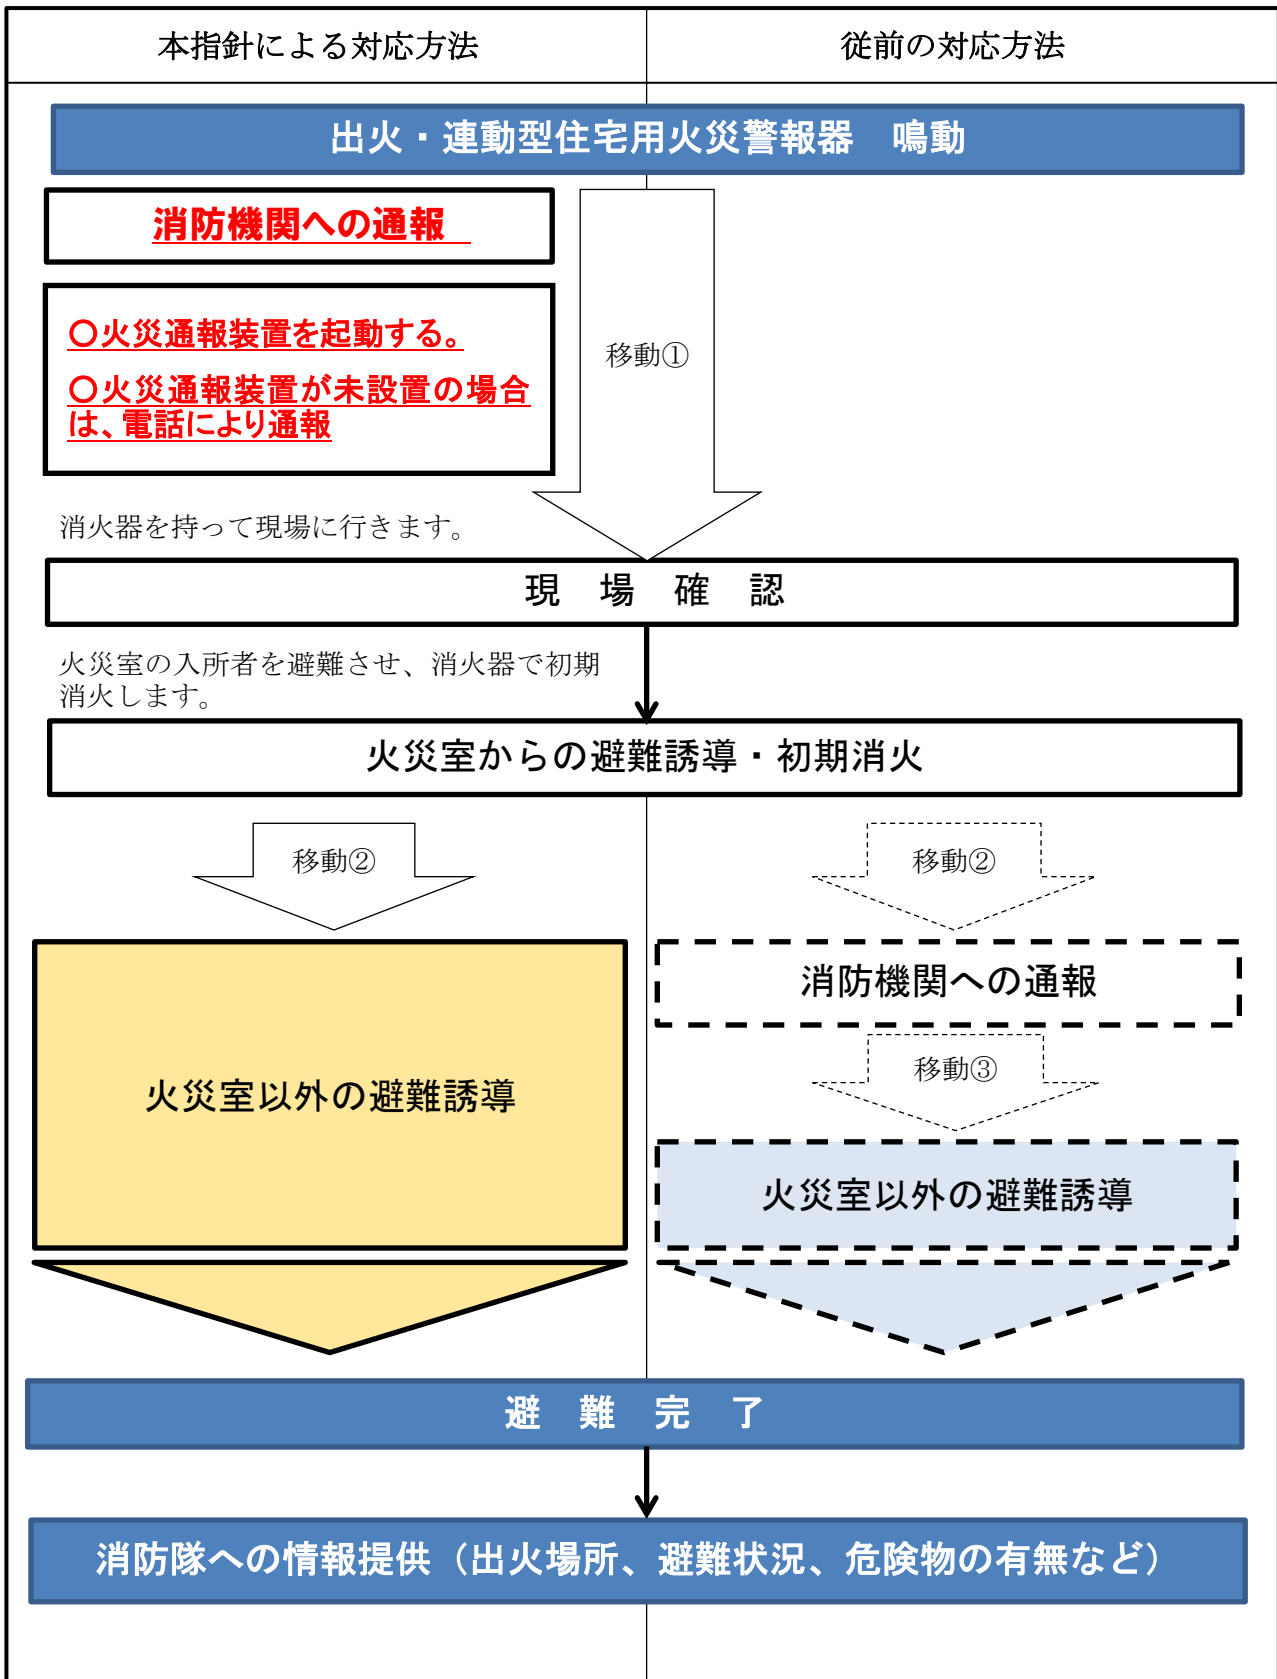 本指針による対応方法
従前の対応方法
出火・連動型住宅用火災警報器　鳴動
消防機関への通報
〇火災通報装置を起動する。
〇火災通報装置が未設置の場合
は、電話により通報
移動①
消火器を持って現場に行きます。
現　場　確　認
火災室の入所者を避難させ、消火器で初期
消火します。
火災室からの避難誘導・初期消火
移動②
火災室以外の避難誘導
移動②
消防機関への通報
移動③
火災室以外の避難誘導
避　難　完　了
消防隊への情報提供（出火場所、避難状況、危険物の有無など）